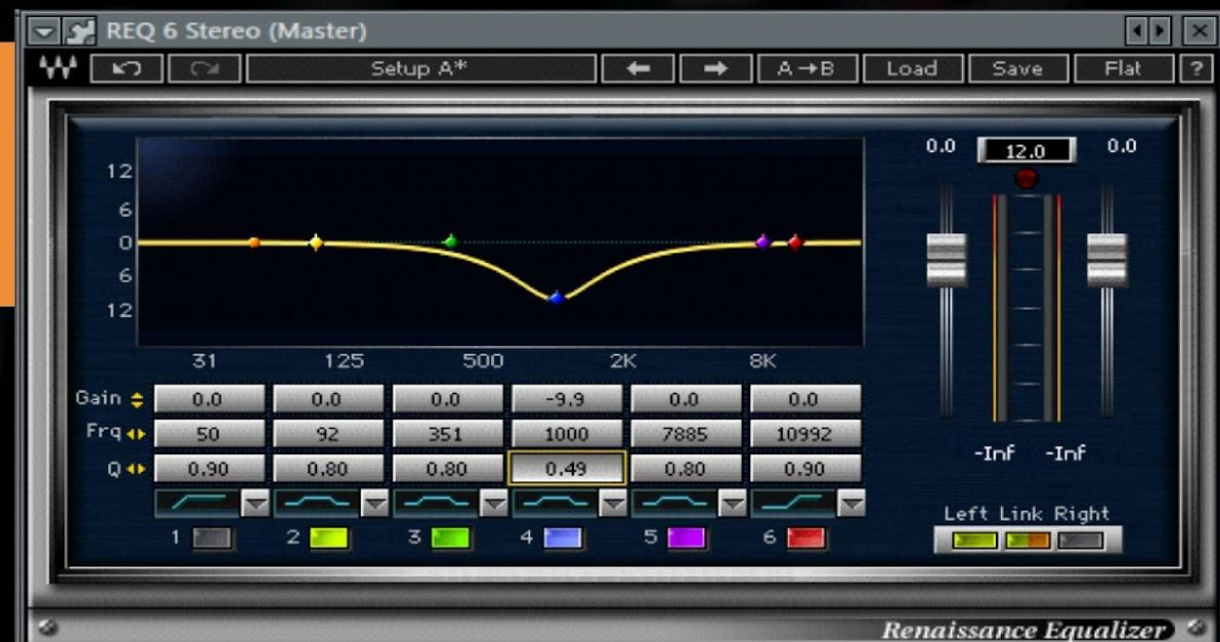 REQ 6 Stereo (Master)
Setup A* A→B Load Save Flat ?
12
6
0
6
12
31 125 500 2K 8K
Gain 0.0 0.0 0.0 -9.9 0.0 0.0
Frq 50 92 351 1000 7885 10992
Q 0.90 0.80 0.80 0.49 0.80 0.90
1 2 3 4 5 6
0.0 12.0 0.0
-Inf -Inf
Left Link Right
Renaissance Equalizer